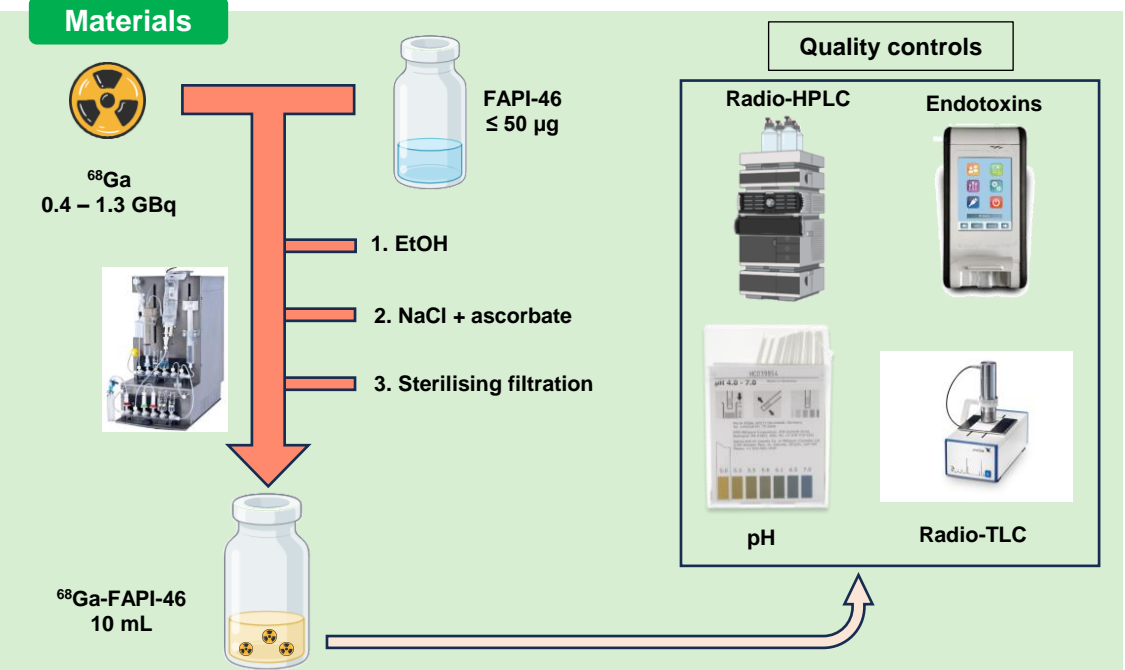 Materials
Quality controls
⁶⁸Ga
0.4 – 1.3 GBq
FAPI-46
≤ 50 µg
1. EtOH
2. NaCl + ascorbate
3. Sterilising filtration
⁶⁸Ga-FAPI-46
10 mL
Radio-HPLC
Endotoxins
pH 4.0 - 7.0
pH
Radio-TLC